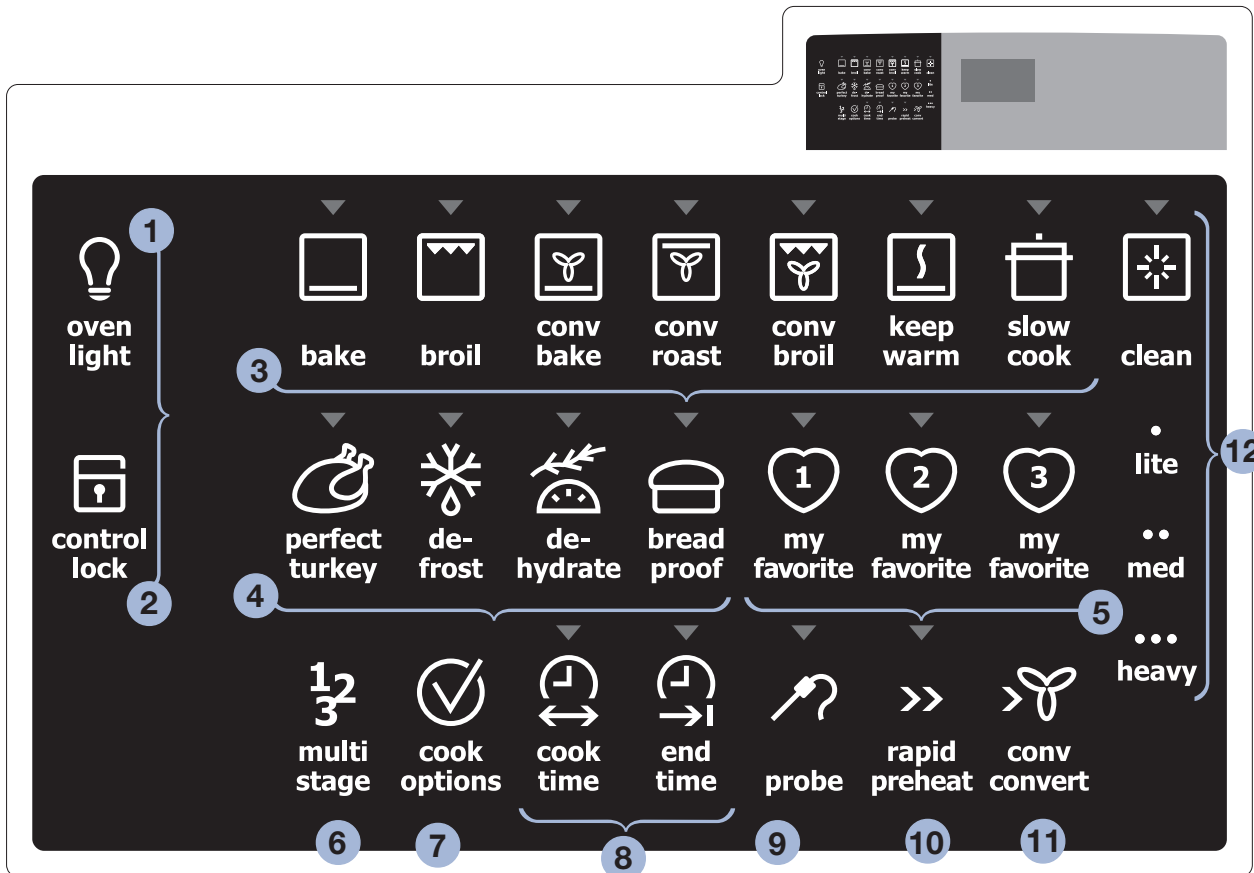 1
oven
light
control
lock
2
bake
broil
conv
bake
conv
roast
conv
broil
keep
warm
slow
cook
clean
3
perfect
turkey
de-
frost
de-
hydrate
bread
proof
1
my
favorite
2
my
favorite
3
my
favorite
lite
med
heavy
12
4
5
1
2
3
multi
stage
cook
options
cook
time
end
time
probe
>>
rapid
preheat
>
conv
convert
6
7
8
9
10
11